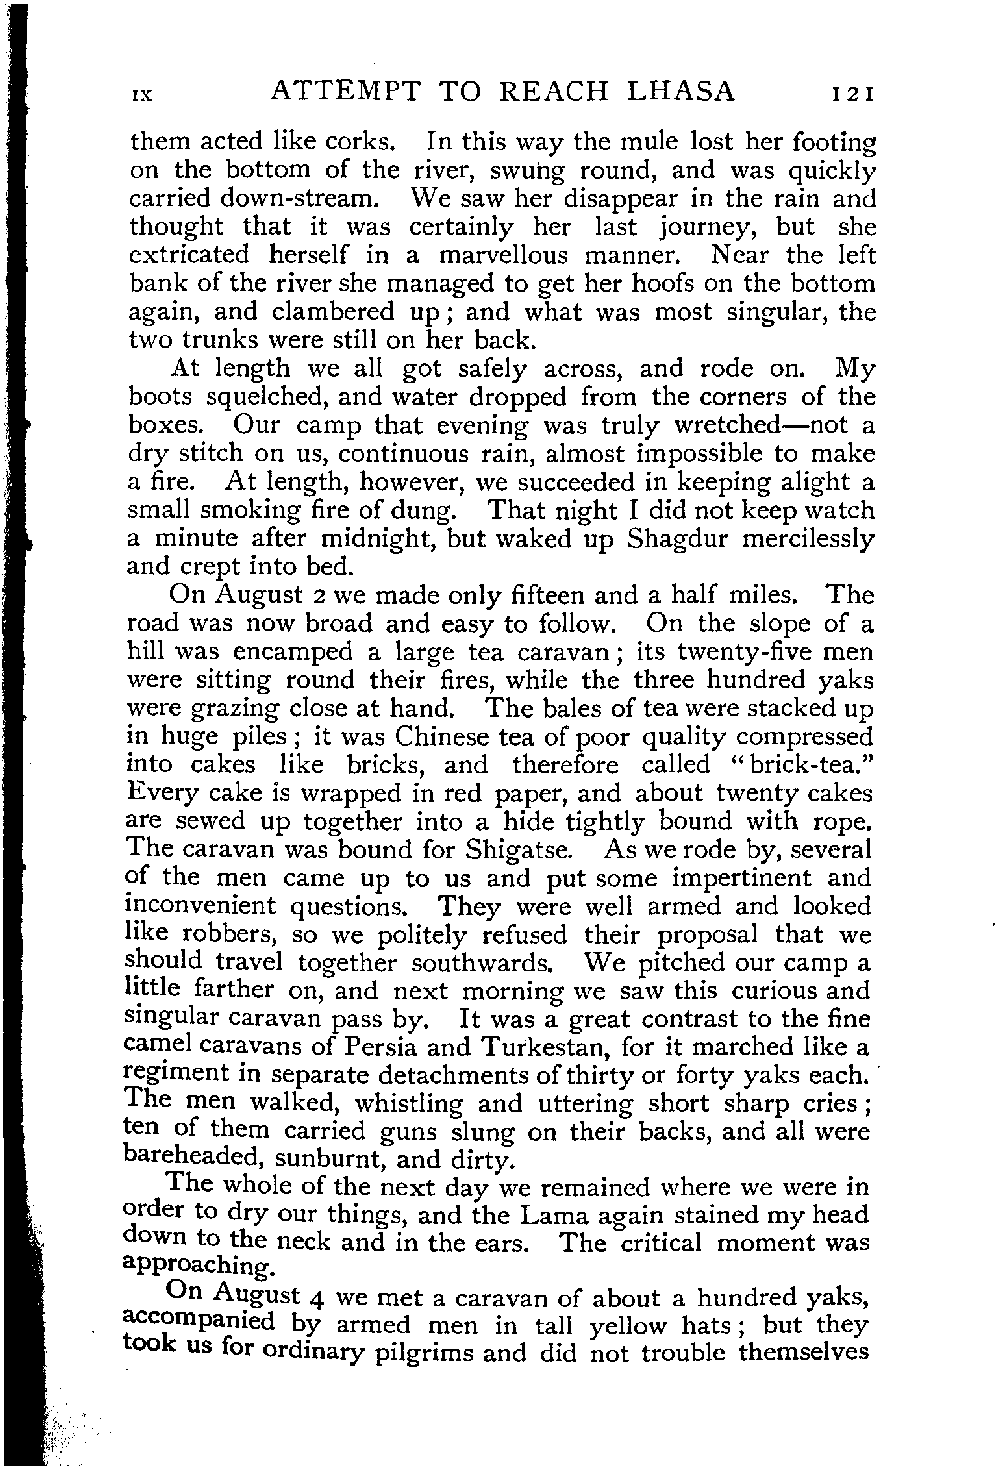 IX ATTEMPT TO REACH LHASA 121
them acted like corks. In this way the mule lost her footing
on the bottom of the river, swung round, and was quickly
carried down-stream. We saw her disappear in the rain and
thought that it was certainly her last journey, but she
extricated herself in a marvellous manner. Near the left
bank of the river she managed to get her hoofs on the bottom
again, and clambered up; and what was most singular, the
two trunks were still on her back.
At length we all got safely across, and rode on. My
boots squelched, and water dropped from the corners of the
boxes. Our camp that evening was truly wretched—not a
dry stitch on us, continuous rain, almost impossible to make
a fire. At length, however, we succeeded in keeping alight a
small smoking fire of dung. That night I did not keep watch
a minute after midnight, but waked up Shagdur mercilessly
and crept into bed.
On August 2 we made only fifteen and a half miles. The
road was now broad and easy to follow. On the slope of a
hill was encamped a large tea caravan; its twenty-five men
were sitting round their fires, while the three hundred yaks
were grazing close at hand. The bales of tea were stacked up
in huge piles; it was Chinese tea of poor quality compressed
into cakes like bricks, and therefore called "brick-tea."
Every cake is wrapped in red paper, and about twenty cakes
are sewed up together into a hide tightly bound with rope.
The caravan was bound for Shigatse. As we rode by, several
of the men came up to us and put some impertinent and
inconvenient questions. They were well armed and looked
like robbers, so we politely refused their proposal that we
should travel together southwards. We pitched our camp a
little farther on, and next morning we saw this curious and
singular caravan pass by. It was a great contrast to the fine
camel caravans of Persia and Turkestan, for it marched like a
regiment in separate detachments of thirty or forty yaks each.
The men walked, whistling and uttering short sharp cries;
ten of them carried guns slung on their backs, and all were
bareheaded, sunburnt, and dirty.
The whole of the next day we remained where we were in
order to dry our things, and the Lama again stained my head
down to the neck and in the ears. The critical moment was
approaching.
On August 4 we met a caravan of about a hundred yaks,
accompanied by armed men in tall yellow hats; but they
took us for ordinary pilgrims and did not trouble themselves